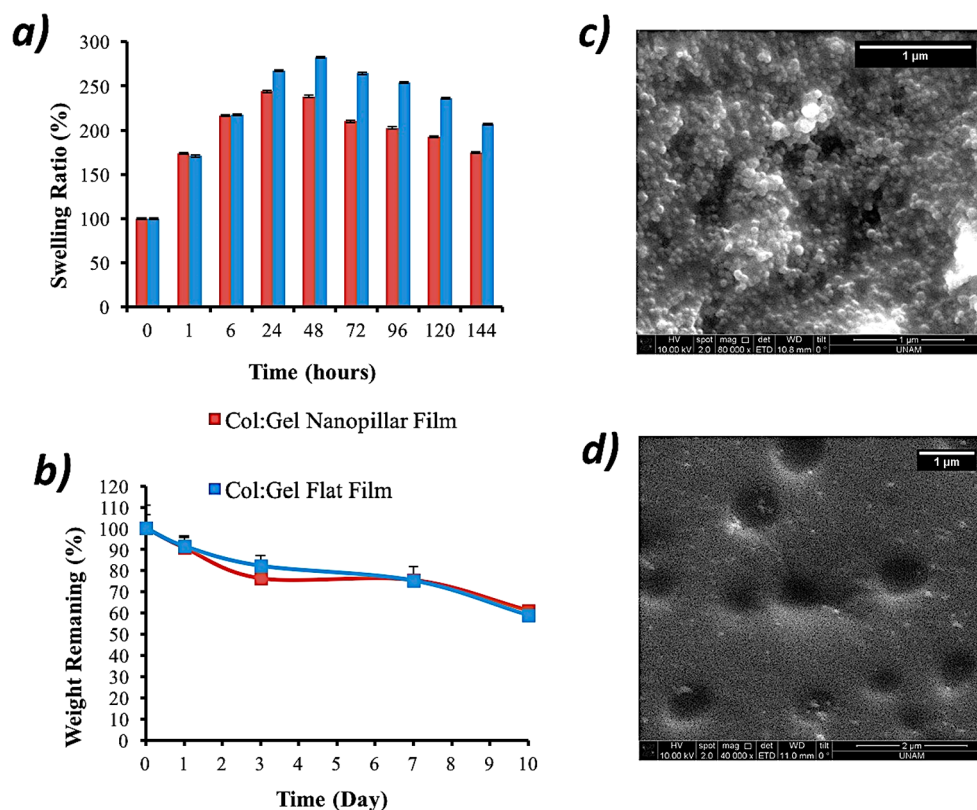 a)
300
250
200
150
100
50
0
Swelling Ratio (%)
0 1 6 24 48 72 96 120 144
Time (hours)
Col:Gel Nanopillar Film
Col:Gel Flat Film
b)
120
110
100
90
80
70
60
50
40
30
20
10
0
Weight Remaning (%)
0 1 2 3 4 5 6 7 8 9 10
Time (Day)
c)
1 µm
HV spot mag det WD tilt
10.00 kV 2.0 80 000 x ETD 10.8 mm 0 °
1 µm
UNAM
d)
1 µm
HV spot mag det WD tilt
10.00 kV 2.0 40 000 x ETD 11.0 mm 0 °
2 µm
UNAM